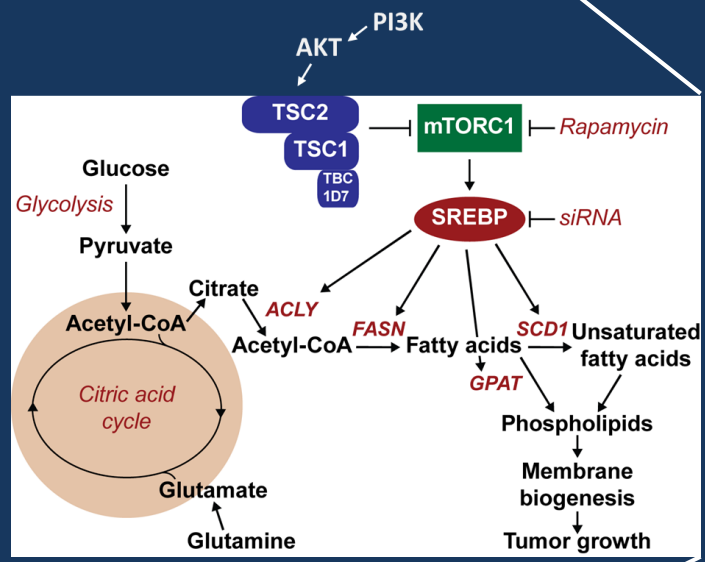 PI3K
AKT
TSC2
TSC1
TBC
1D7
mTORC1
Rapamycin
SREBP
siRNA
Glucose
Glycolysis
Pyruvate
Citrate
ACLY
Acetyl-CoA
Acetyl-CoA
FASN
Fatty acids
SCD1
Unsaturated
fatty acids
GPAT
Citric acid
cycle
Phospholipids
Glutamate
Membrane
biogenesis
Glutamine
Tumor growth